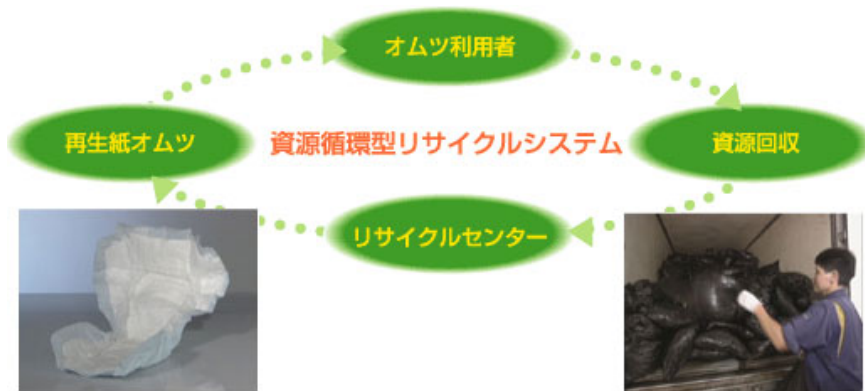 オムツ利用者
再生紙オムツ
資源循環型リサイクルシステム
資源回収
リサイクルセンター